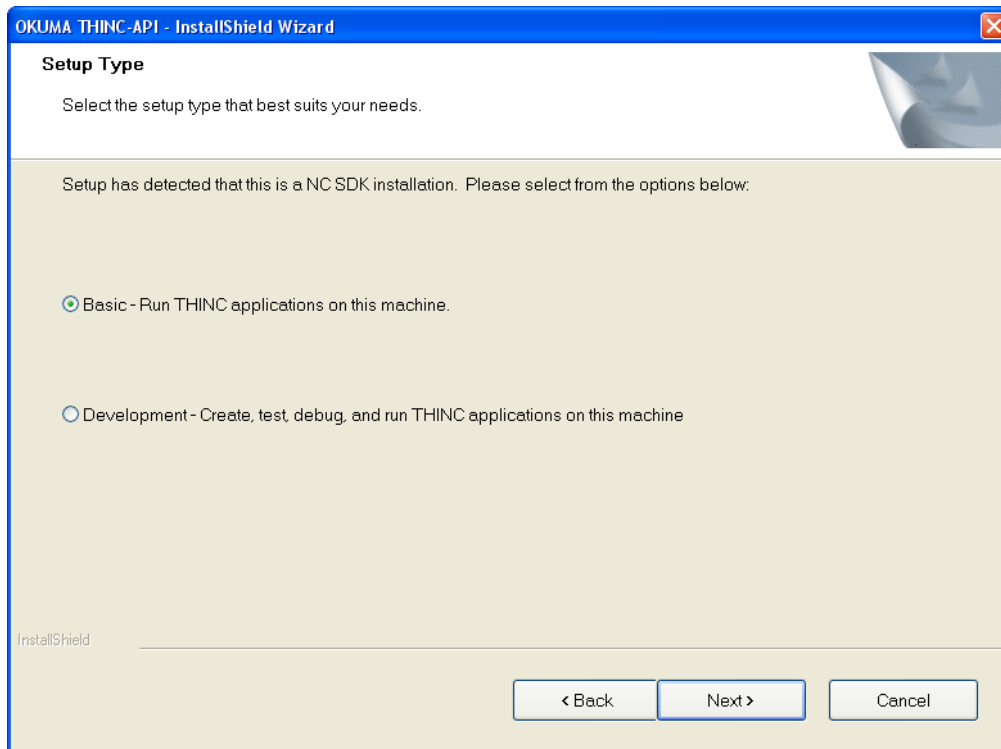 OKUMA THINC-API - InstallShield Wizard
Setup Type
Select the setup type that best suits your needs.
Setup has detected that this is a NC SDK installation. Please select from the options below:
Basic - Run THINC applications on this machine.
Development - Create, test, debug, and run THINC applications on this machine
InstallShield
< Back
Next >
Cancel